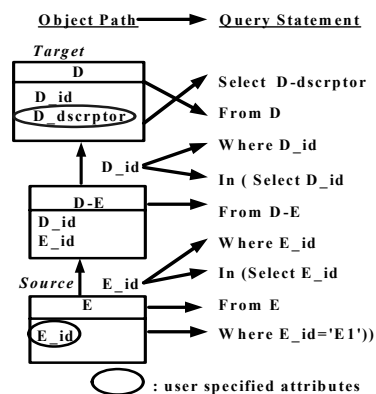 Object Path Query Statement
Target
D
D_id
D_dscrptor
Select D-dscrptor
From D
D_id
Where D_id
In ( Select D_id
D-E
D_id
E_id
From D-E
Where E_id
Source E_id
In (Select E_id
E
E_id
From E
Where E_id='E1'))
: user specified attributes